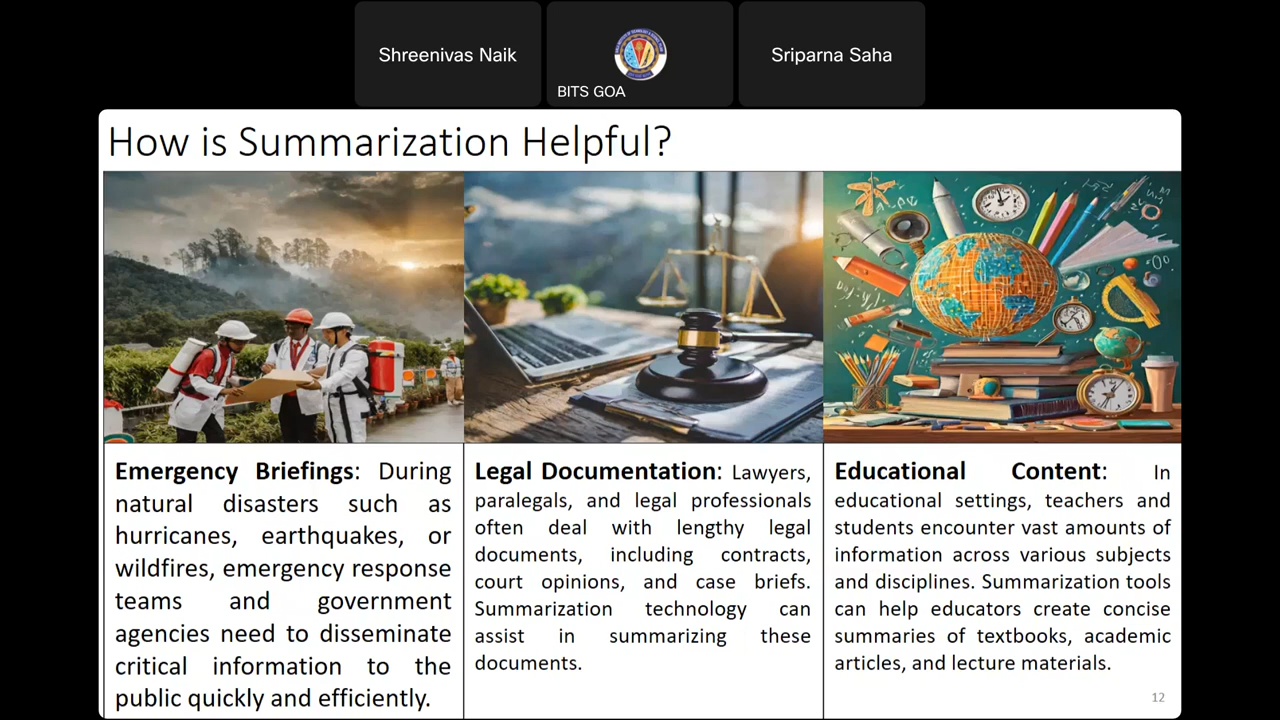 Shreenivas Naik
BITS GOA
Sriparna Saha
How is Summarization Helpful?
Emergency Briefings: During
natural disasters such as
hurricanes, earthquakes, or
wildfires, emergency response
teams and government
agencies need to disseminate
critical information to the
public quickly and efficiently.
Legal Documentation: Lawyers,
paralegals, and legal professionals
often deal with lengthy legal
documents, including contracts,
court opinions, and case briefs.
Summarization technology can
assist in summarizing these
documents.
Educational Content: In
educational settings, teachers and
students encounter vast amounts of
information across various subjects
and disciplines. Summarization tools
can help educators create concise
summaries of textbooks, academic
articles, and lecture materials.
12